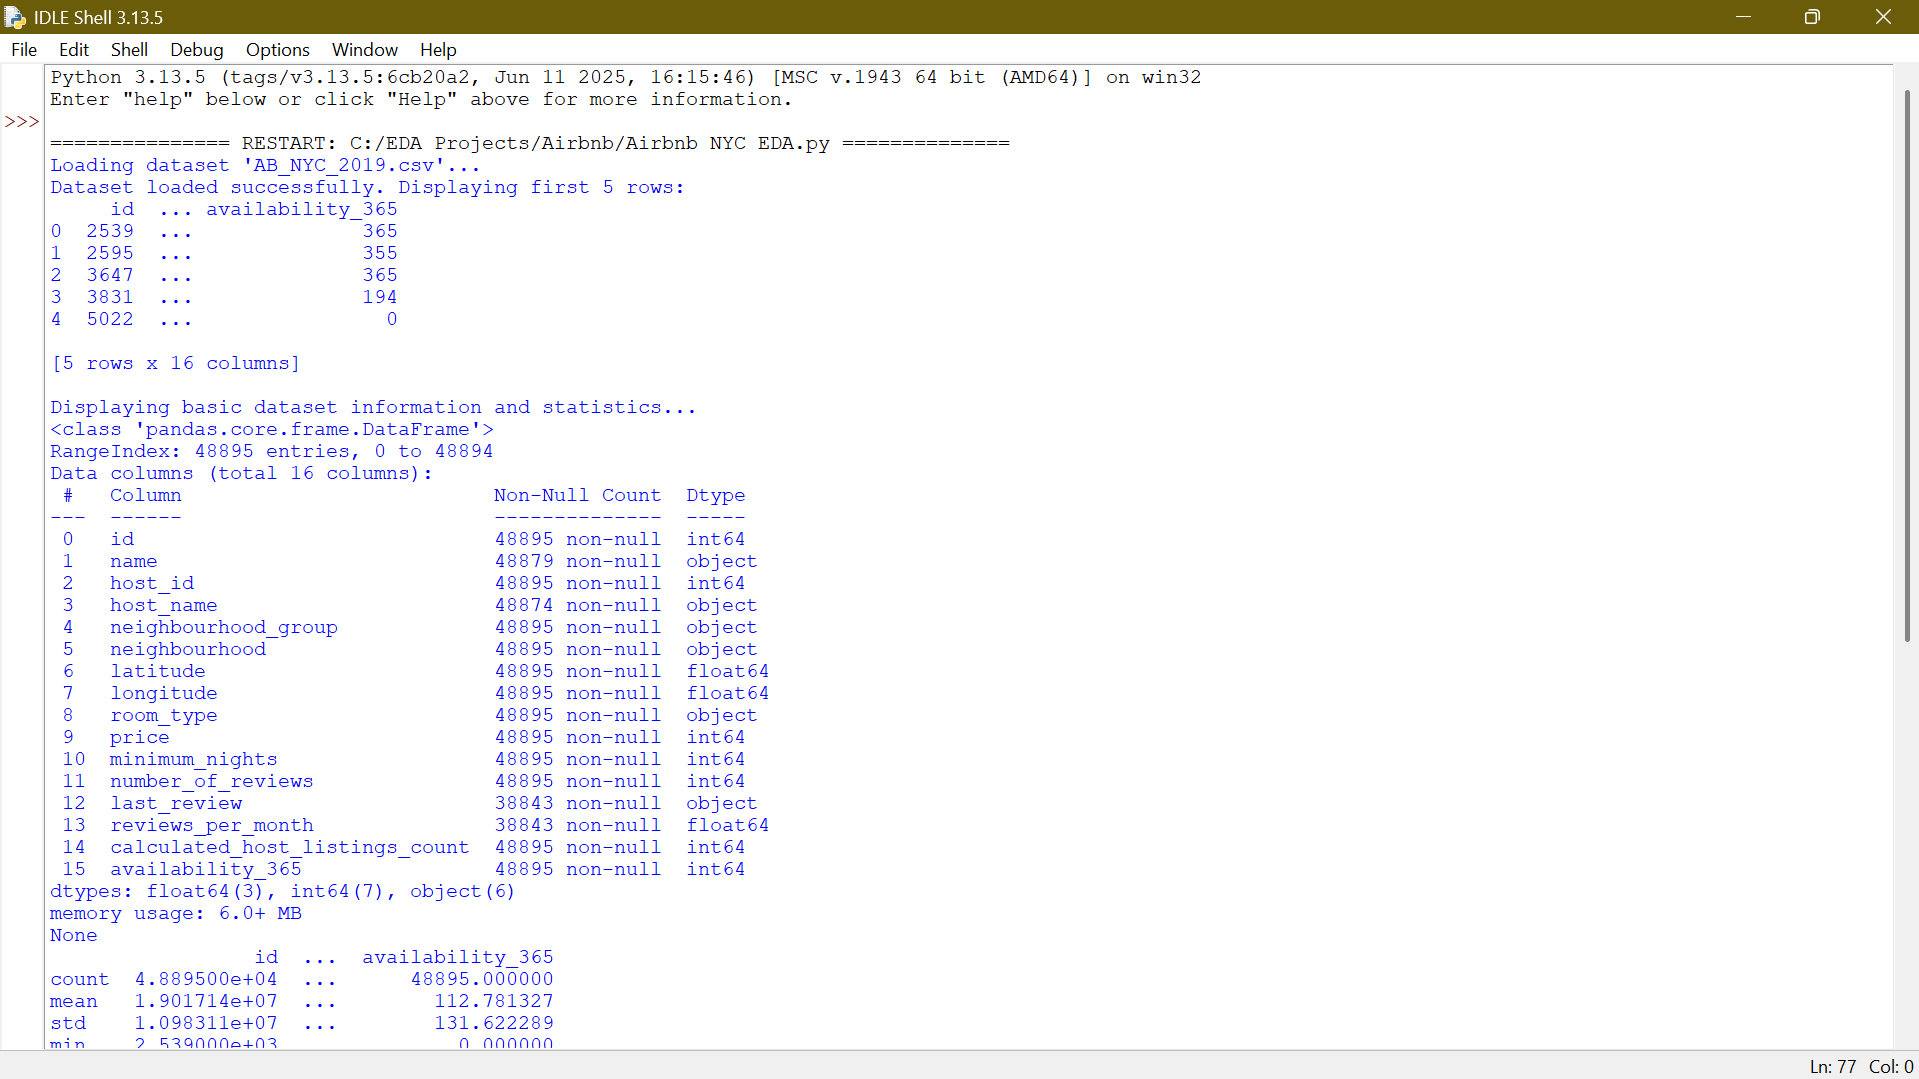 IDLE Shell 3.13.5
File Edit Shell Debug Options Window Help
Python 3.13.5 (tags/v3.13.5:6cb20a2, Jun 11 2025, 16:15:46) [MSC v.1943 64 bit (AMD64)] on win32
Enter "help" below or click "Help" above for more information.
>>>
=============== RESTART: C:/EDA Projects/Airbnb/Airbnb NYC EDA.py ==============
Loading dataset 'AB_NYC_2019.csv'...
Dataset loaded successfully. Displaying first 5 rows:
     id  ... availability_365
0  2539  ...              365
1  2595  ...              355
2  3647  ...              365
3  3831  ...              194
4  5022  ...                0
[5 rows x 16 columns]
Displaying basic dataset information and statistics...
<class 'pandas.core.frame.DataFrame'>
RangeIndex: 48895 entries, 0 to 48894
Data columns (total 16 columns):
 #   Column                          Non-Null Count  Dtype
---  ------                          --------------  -----
 0   id                              48895 non-null  int64
 1   name                            48879 non-null  object
 2   host_id                         48895 non-null  int64
 3   host_name                       48874 non-null  object
 4   neighbourhood_group             48895 non-null  object
 5   neighbourhood                   48895 non-null  object
 6   latitude                        48895 non-null  float64
 7   longitude                       48895 non-null  float64
 8   room_type                       48895 non-null  object
 9   price                           48895 non-null  int64
 10  minimum_nights                  48895 non-null  int64
 11  number_of_reviews               48895 non-null  int64
 12  last_review                     38843 non-null  object
 13  reviews_per_month               38843 non-null  float64
 14  calculated_host_listings_count  48895 non-null  int64
 15  availability_365                48895 non-null  int64
dtypes: float64(3), int64(7), object(6)
memory usage: 6.0+ MB
None
                 id  ...  availability_365
count  4.889500e+04  ...      48895.000000
mean   1.901714e+07  ...        112.781327
std    1.098311e+07  ...        131.622289
min    2.539000e+03               0.000000
Ln: 77 Col: 0